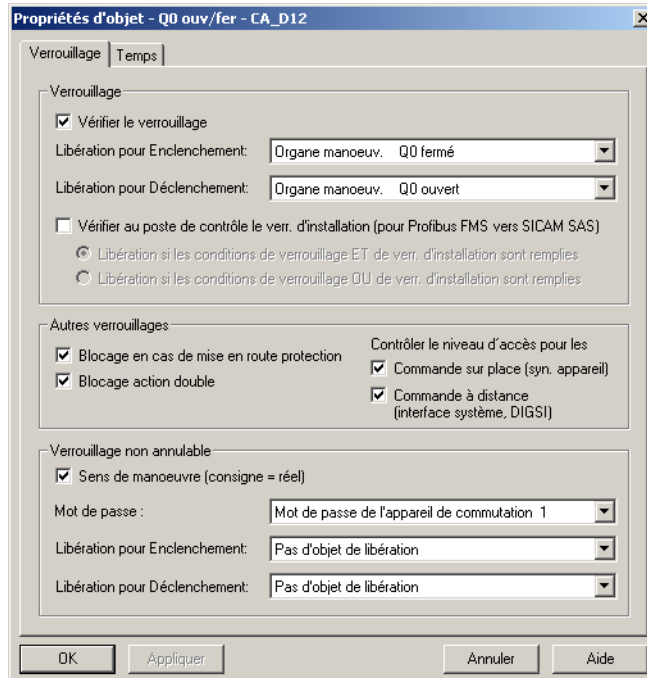 Propriétés d'objet - Q0 ouv/fer - CA_D12
Verrouillage
Temps
Verrouillage
Vérifier le verrouillage
Libération pour Enclenchement:
Organe manoeuv. Q0 fermé
Libération pour Déclenchement:
Organe manoeuv. Q0 ouvert
Vérifier au poste de contrôle le verr. d'installation (pour Profibus FMS vers SICAM SAS)
Libération si les conditions de verrouillage ET de verr. d'installation sont remplies
Libération si les conditions de verrouillage OU de verr. d'installation sont remplies
Autres verrouillages
Blocage en cas de mise en route protection
Blocage action double
Contrôler le niveau d´accès pour les
Commande sur place (syn. appareil)
Commande à distance
(interface système, DIGSI)
Verrouillage non annulable
Sens de manoeuvre (consigne = réel)
Mot de passe :
Mot de passe de l'appareil de commutation 1
Libération pour Enclenchement:
Pas d'objet de libération
Libération pour Déclenchement:
Pas d'objet de libération
OK
Appliquer
Annuler
Aide